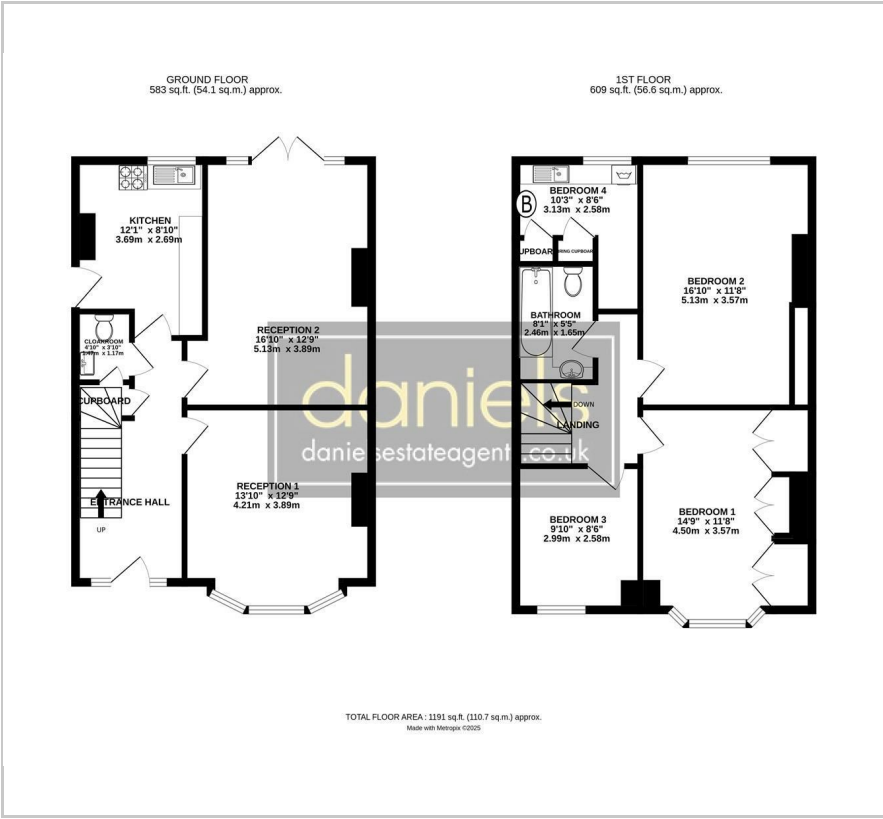 GROUND FLOOR
583 sq.ft. (54.1 sq.m.) approx.
1ST FLOOR
609 sq.ft. (56.6 sq.m.) approx.
KITCHEN
12'1" x 8'10"
3.69m x 2.69m
CLOAKROOM
4'10" x 3'10"
1.47m x 1.17m
CUPBOARD
RECEPTION 2
16'10" x 12'9"
5.13m x 3.89m
RECEPTION 1
13'10" x 12'9"
4.21m x 3.89m
ENTRANCE HALL
UP
BEDROOM 4
10'3" x 8'6"
3.13m x 2.58m
B
UPBOAR
RING CUPBOAR
BATHROOM
8'1" x 5'5"
2.46m x 1.65m
BEDROOM 2
16'10" x 11'8"
5.13m x 3.57m
DOWN
LANDING
BEDROOM 3
9'10" x 8'6"
2.99m x 2.58m
BEDROOM 1
14'9" x 11'8"
4.50m x 3.57m
daniels
danielsestateagents.co.uk
TOTAL FLOOR AREA : 1191 sq.ft. (110.7 sq.m.) approx.
Made with Metropix ©2025